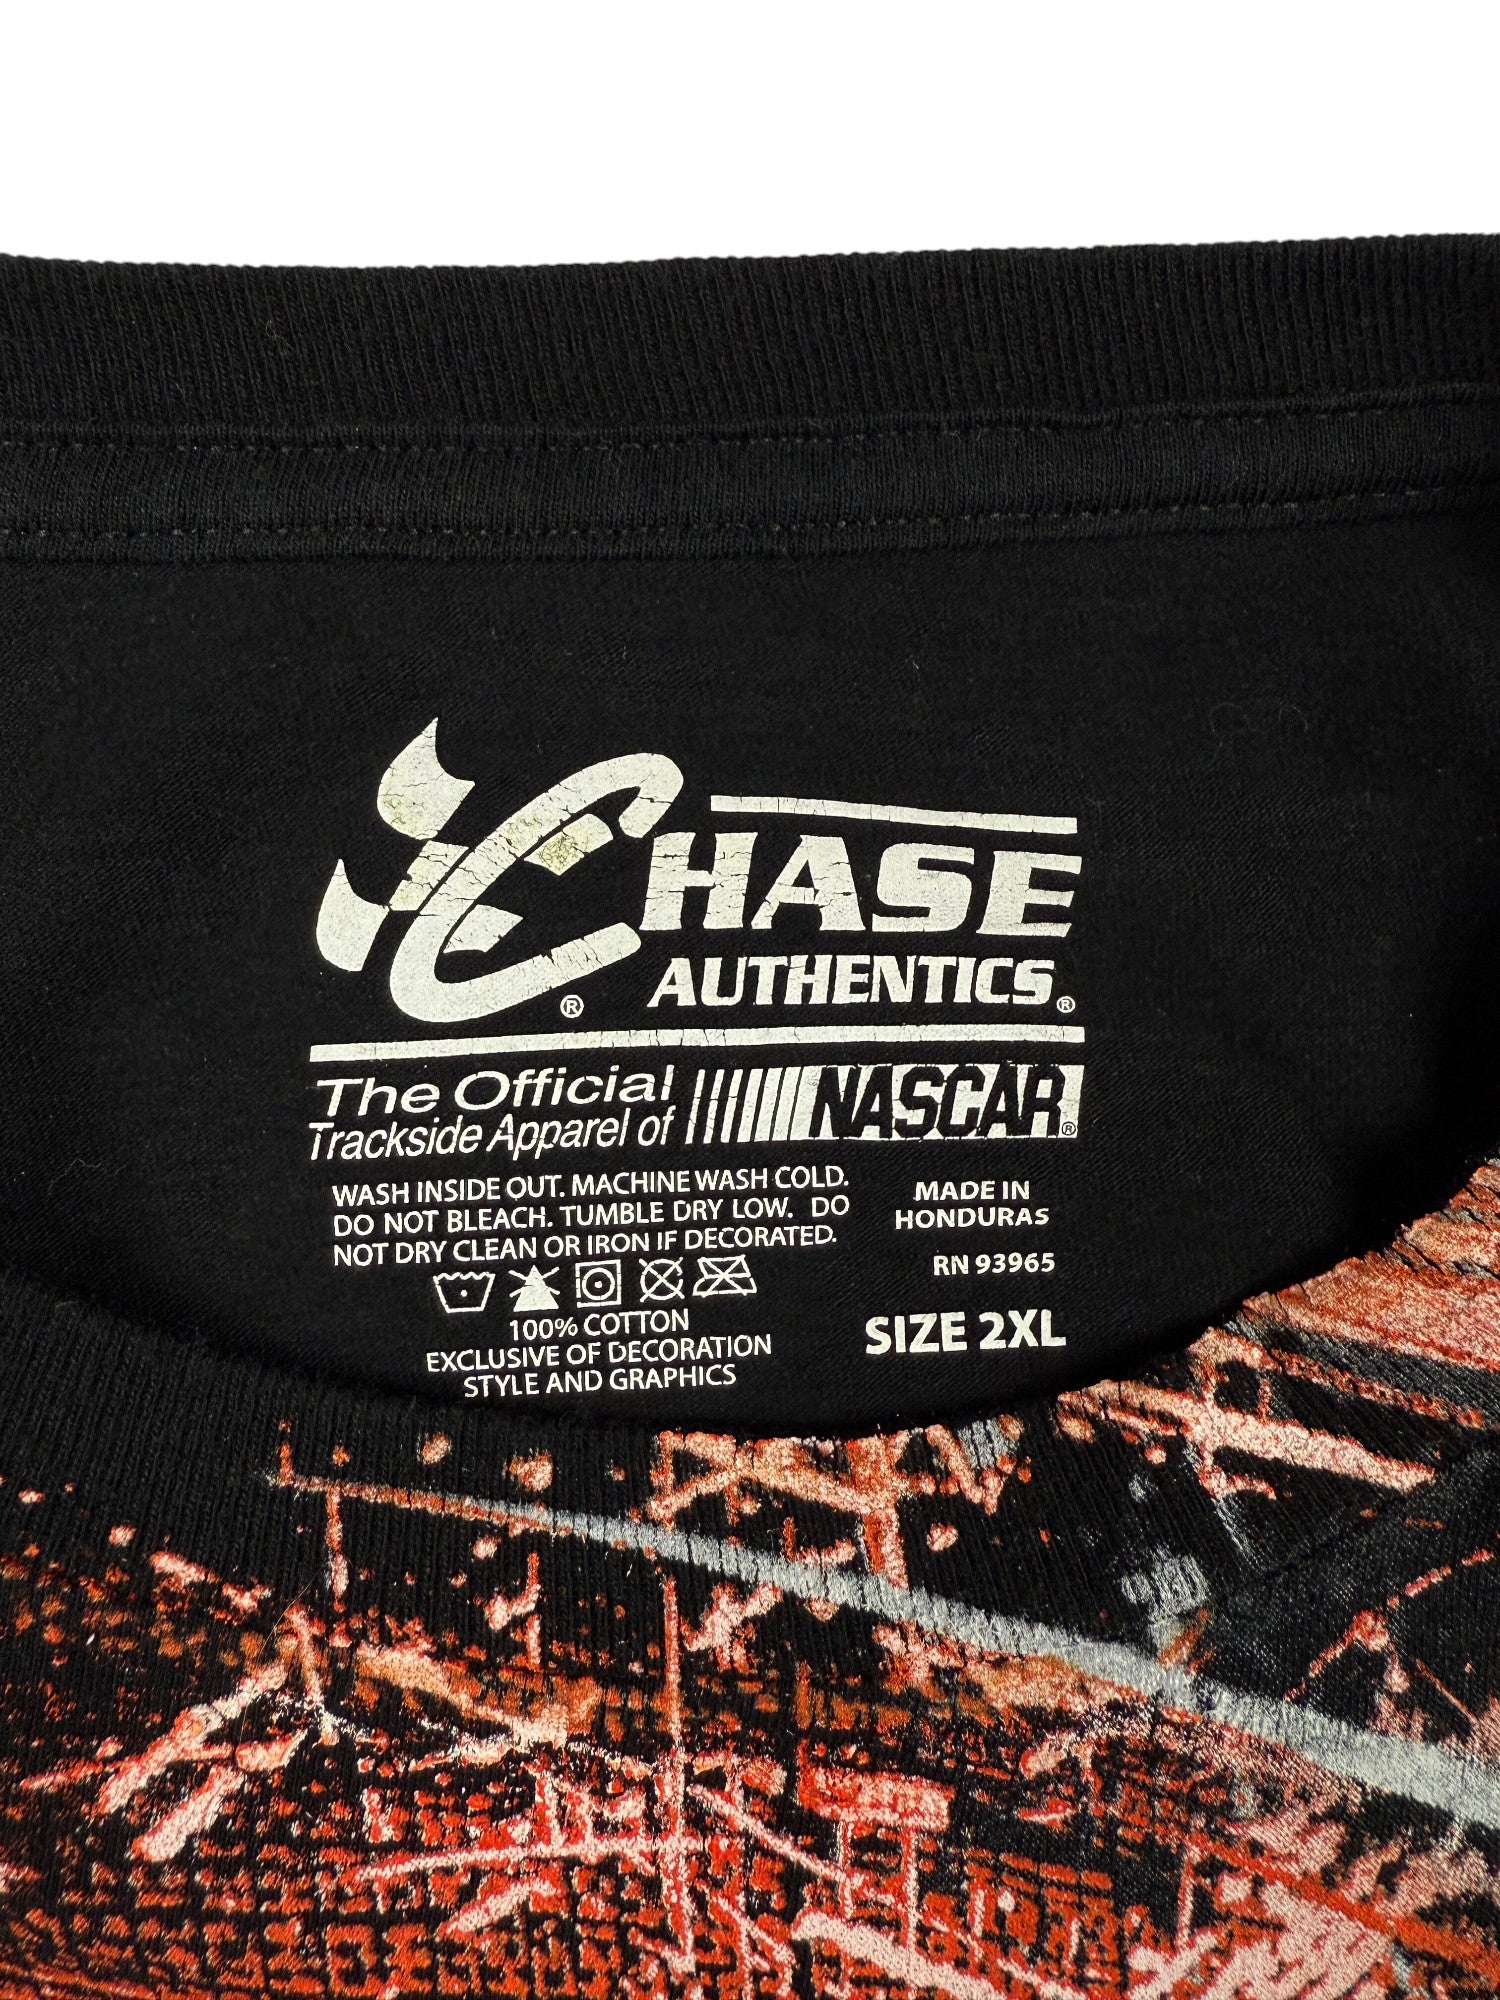 CHASE
AUTHENTICS®
®
The Official
Trackside Apparel of
NASCAR®
WASH INSIDE OUT. MACHINE WASH COLD.
DO NOT BLEACH. TUMBLE DRY LOW. DO
NOT DRY CLEAN OR IRON IF DECORATED.
100% COTTON
EXCLUSIVE OF DECORATION
STYLE AND GRAPHICS
MADE IN
HONDURAS
RN 93965
SIZE 2XL